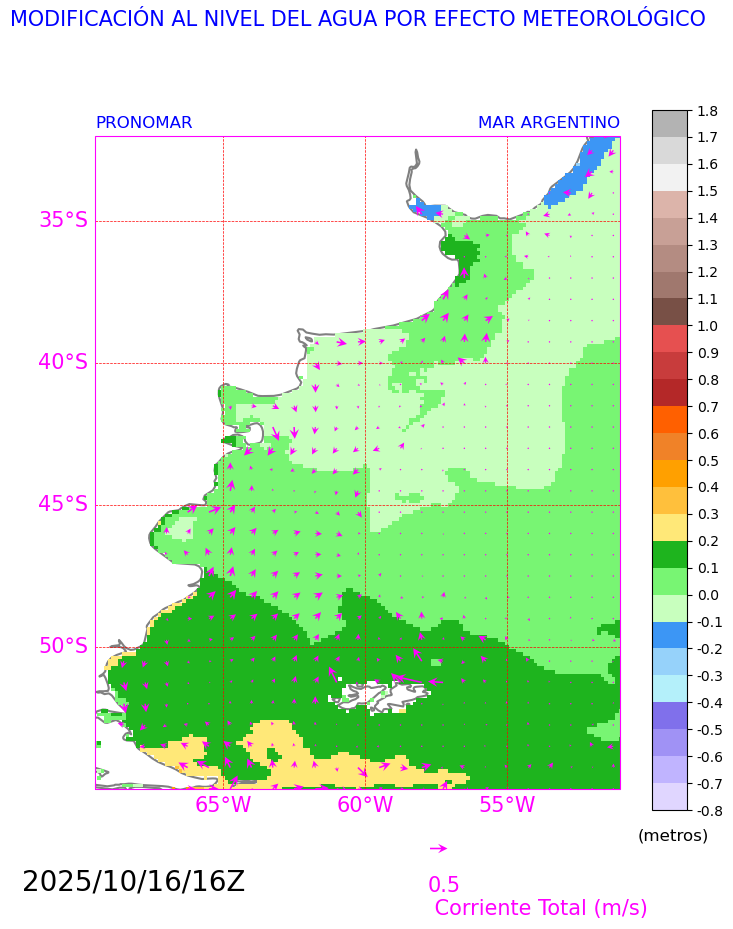 MODIFICACIÓN AL NIVEL DEL AGUA POR EFECTO METEOROLÓGICO
PRONOMAR MAR ARGENTINO
35°S
40°S
45°S
50°S
65°W 60°W 55°W
1.8
1.7
1.6
1.5
1.4
1.3
1.2
1.1
1.0
0.9
0.8
0.7
0.6
0.5
0.4
0.3
0.2
0.1
0.0
-0.1
-0.2
-0.3
-0.4
-0.5
-0.6
-0.7
-0.8
(metros)
2025/10/16/16Z
0.5
Corriente Total (m/s)